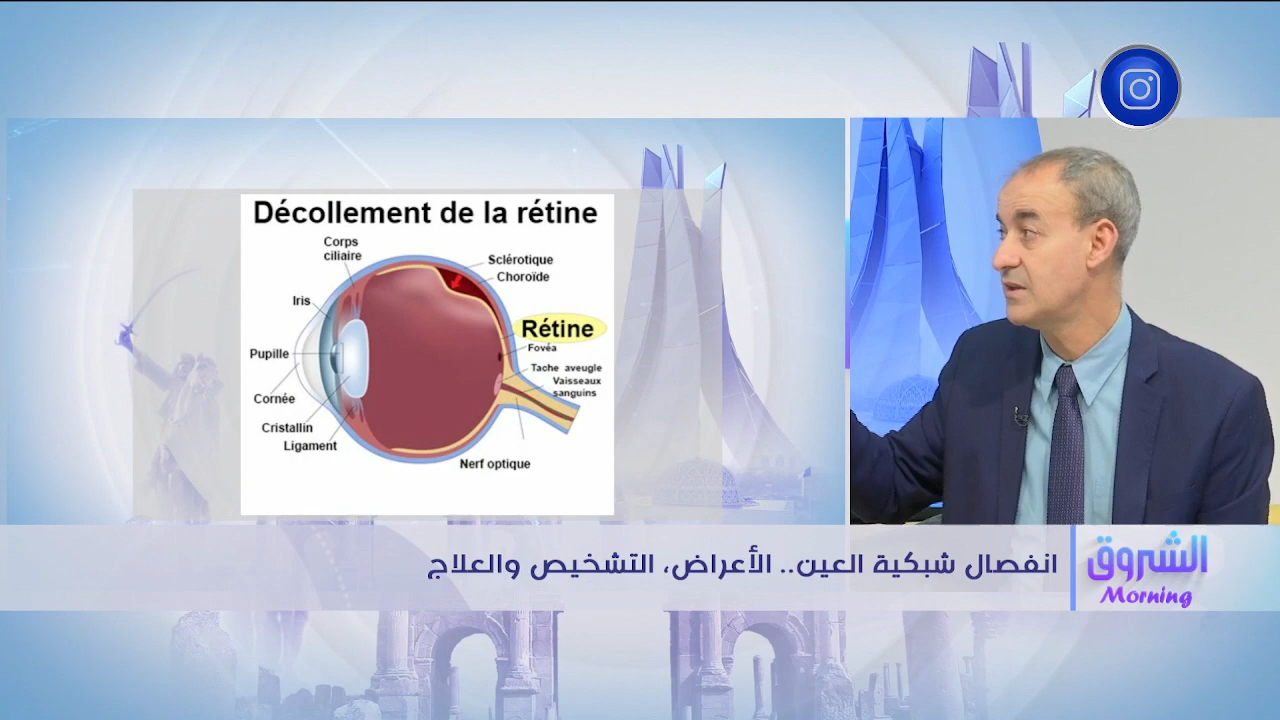 Décollement de la rétine
Corps
ciliaire
Sclérotique
Choroïde
Iris
Rétine
Fovéa
Pupille
Tache aveugle
Vaisseaux
sanguins
Cornée
Cristallin
Ligament
Nerf optique
انفصال شبكية العين.. الأعراض، التشخيص والعلاج
الشروق
Morning